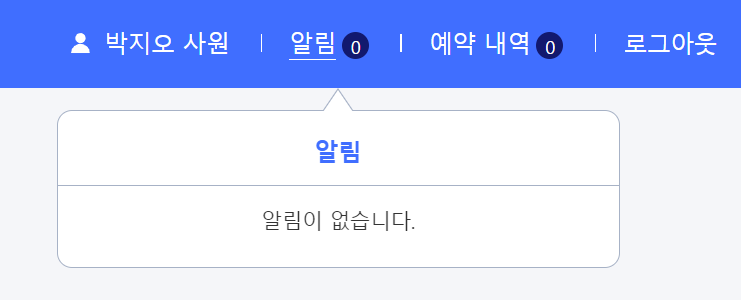 박지오 사원 알림 0 예약 내역 0 로그아웃
알림
알림이 없습니다.